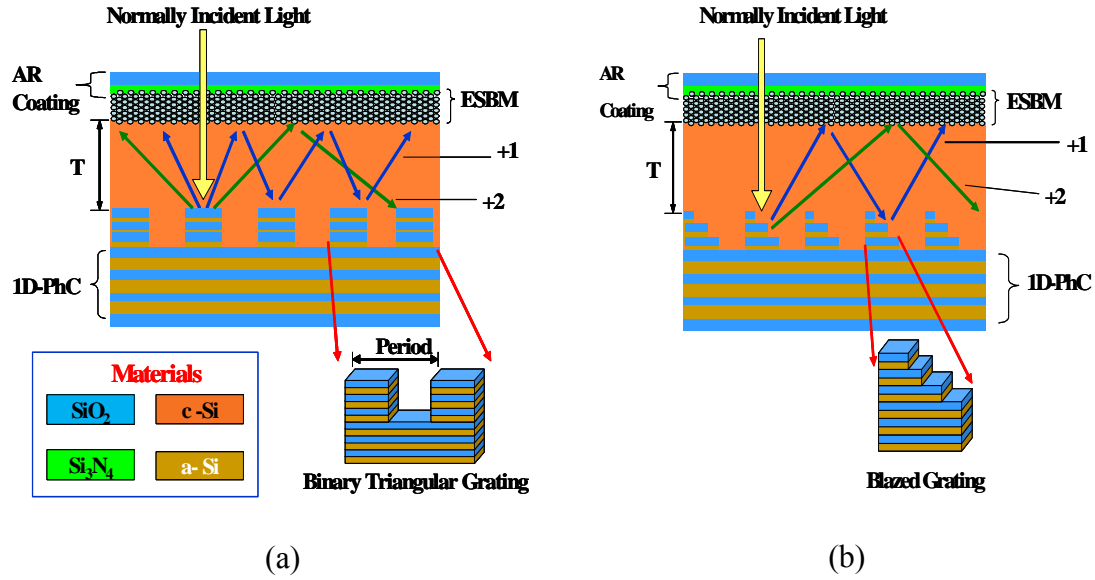 Normally Incident Light
AR
Coating
ESBM
T
+1
+2
1D-PhC
Period
Materials
SiO2
c -Si
Si3N4
a- Si
Binary Triangular Grating
(a)
Normally Incident Light
AR
Coating
ESBM
T
+1
+2
1D-PhC
Blazed Grating
(b)